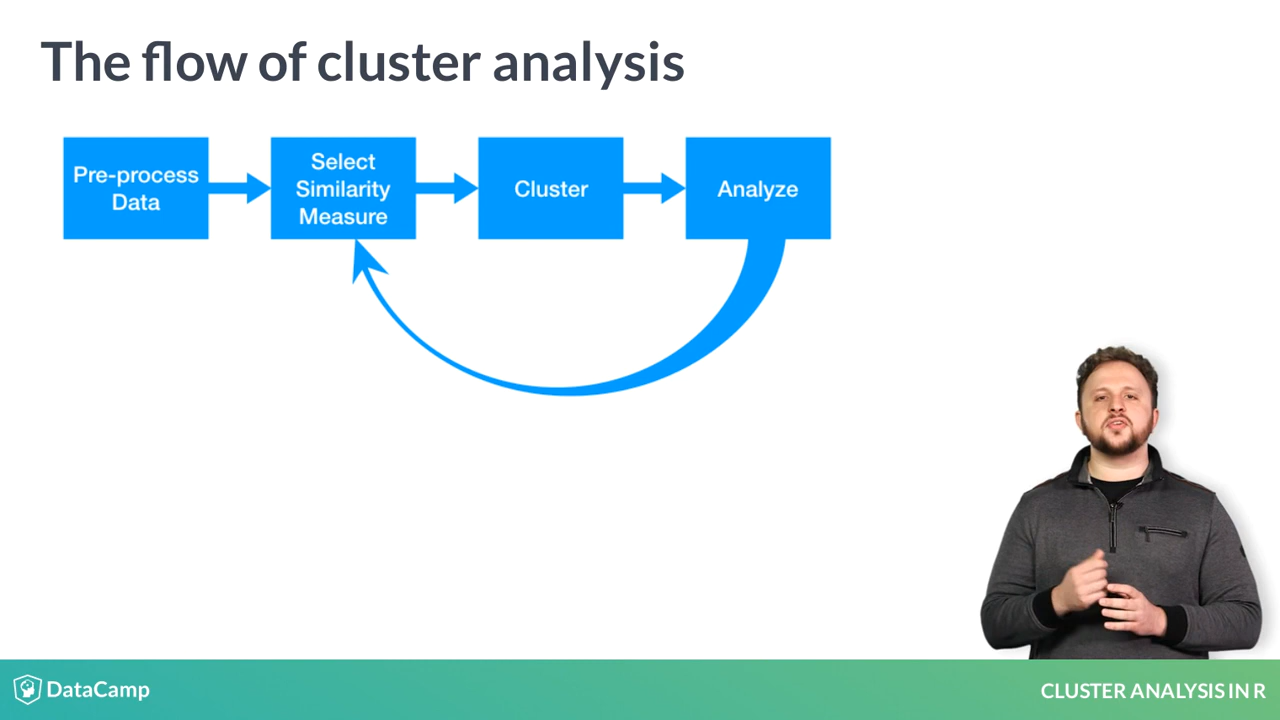 The flow of cluster analysis
Pre-process
Data
Select
Similarity
Measure
Cluster
Analyze
DataCamp
CLUSTER ANALYSIS IN R